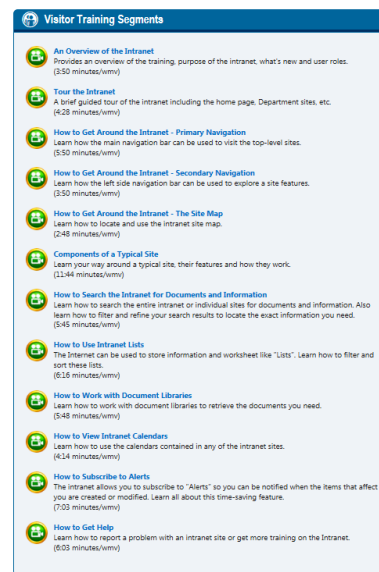 Visitor Training Segments
An Overview of the Intranet
Provides an overview of the training, purpose of the intranet, what's new and user roles.
(3:50 minutes/wmv)
Tour the Intranet
A brief guided tour of the intranet including the home page, Department sites, etc.
(4:28 minutes/wmv)
How to Get Around the Intranet - Primary Navigation
Learn how the main navigation bar can be used to visit the top-level sites.
(5:50 minutes/wmv)
How to Get Around the Intranet - Secondary Navigation
Learn how the left side navigation bar can be used to explore a site features.
(3:50 minutes/wmv)
How to Get Around the Intranet - The Site Map
Learn how to locate and use the intranet site map.
(2:48 minutes/wmv)
Components of a Typical Site
Learn your way around a typical site, their features and how they work.
(11:44 minutes/wmv)
How to Search the Intranet for Documents and Information
Learn how to search the entire intranet or individual sites for documents and information. Also
learn how to filter and refine your search results to locate the exact information you need.
(5:45 minutes/wmv)
How to Use Intranet Lists
The Internet can be used to store information and worksheet like "Lists". Learn how to filter and
sort these lists.
(6:16 minutes/wmv)
How to Work with Document Libraries
Learn how to work with document libraries to retrieve the documents you need.
(5:48 minutes/wmv)
How to View Intranet Calendars
Learn how to use the calendars contained in any of the intranet sites.
(4:14 minutes/wmv)
How to Subscribe to Alerts
The intranet allows you to subscribe to "Alerts" so you can be notified when the items that affect
you are created or modified. Learn all about this time-saving feature.
(7:03 minutes/wmv)
How to Get Help
Learn how to report a problem with an intranet site or get more training on the Intranet.
(6:03 minutes/wmv)